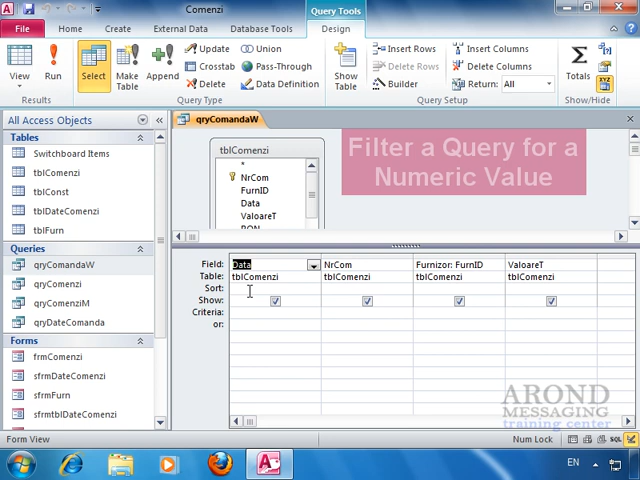 Comenzi
Query Tools
File Home Create External Data Database Tools Design
View
Run
Select
Make Table
Append
Update
Crosstab
Delete
Union
Pass-Through
Data Definition
Show Table
Insert Rows
Delete Rows
Builder
Insert Columns
Delete Columns
Return: All
Totals
Results
Query Type
Query Setup
Show/Hide
All Access Objects
Tables
Switchboard Items
tblComenzi
tblConst
tblDateComenzi
tblFurn
Queries
qryComandaW
qryComenzi
qryComenziM
qryDateComanda
Forms
frmComenzi
sfrmDateComenzi
sfrmFurn
sfrmtblDateComenzi
qryComandaW
tblComenzi
*
NrCom
FurnID
Data
ValoareT
Filter a Query for a
Numeric Value
Field: Data NrCom Furnizor: FurnID ValoareT
Table: tblComenzi tblComenzi tblComenzi tblComenzi
Sort:
Show:
Criteria:
or:
AROND
MESSAGING
training center
Form View
Num Lock
SQL
EN